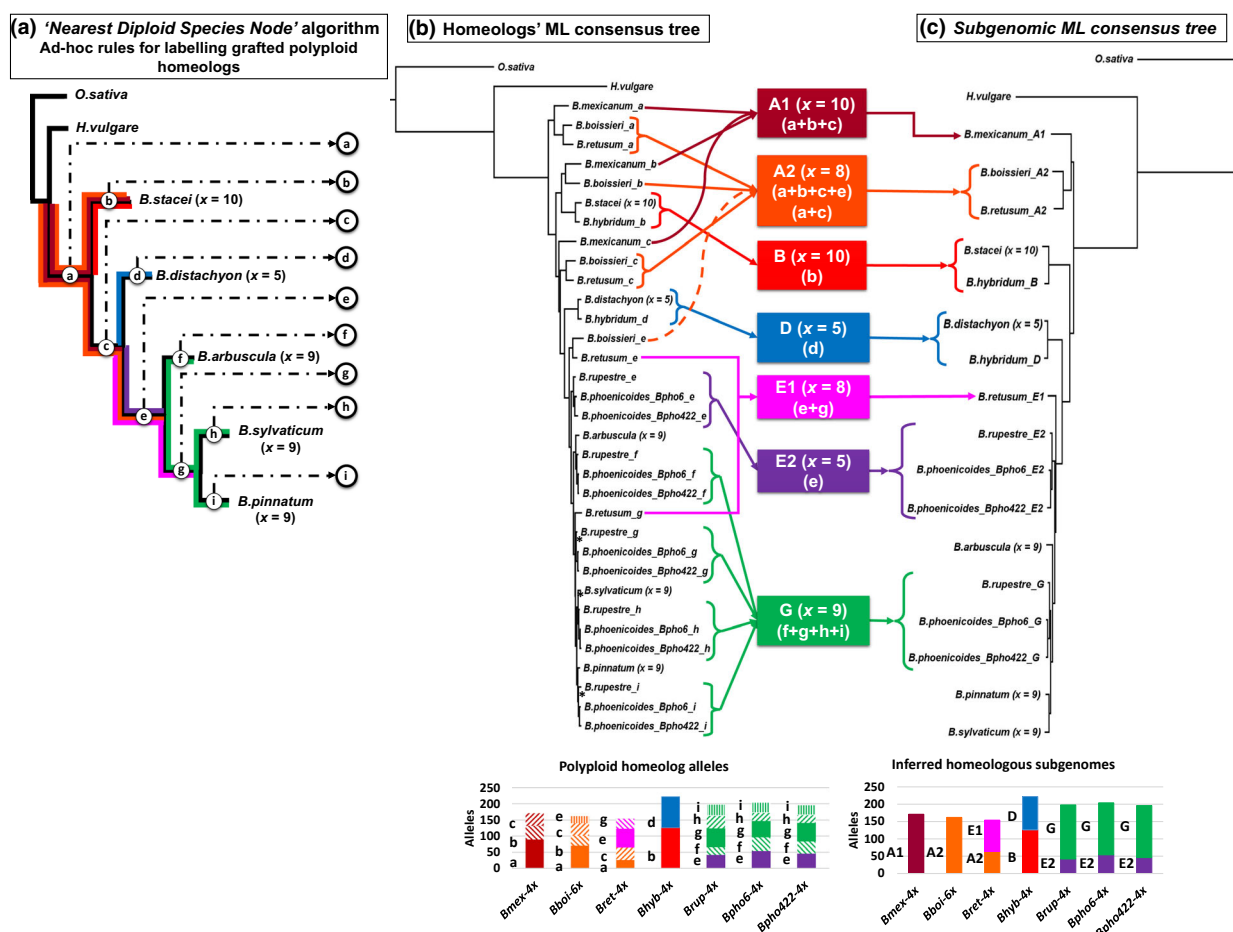 (a) 'Nearest Diploid Species Node' algorithm
Ad-hoc rules for labelling grafted polyploid
homeologs
O.sativa
H.vulgare
a
b
B.stacei (x = 10)
c
d
B.distachyon (x = 5)
e
f
B.arbuscula (x = 9)
g
h
B.sylvaticum
(x = 9)
i
B.pinnatum
(x = 9)
a
b
c
d
e
f
g
h
i
(b) Homeologs' ML consensus tree
O.sativa
H.vulgare
B.mexicanum_a
B.boissieri_a
B.retusum_a
B.mexicanum_b
B.boissieri_b
B.stacei (x = 10)
B.hybridum_b
B.mexicanum_c
B.boissieri_c
B.retusum_c
B.distachyon (x = 5)
B.hybridum_d
B.boissieri_e
B.retusum_e
B.rupestre_e
B.phoenicoides_Bpho6_e
B.phoenicoides_Bpho422_e
B.arbuscula (x = 9)
B.rupestre_f
B.phoenicoides_Bpho6_f
B.phoenicoides_Bpho422_f
B.retusum_g
B.rupestre_g
*
B.phoenicoides_Bpho6_g
B.phoenicoides_Bpho422_g
B.sylvaticum (x = 9)
*
B.rupestre_h
B.phoenicoides_Bpho6_h
B.phoenicoides_Bpho422_h
B.pinnatum (x = 9)
B.rupestre_i
*
B.phoenicoides_Bpho6_i
B.phoenicoides_Bpho422_i
A1 (x = 10)
(a+b+c)
A2 (x = 8)
(a+b+c+e)
(a+c)
B (x = 10)
(b)
D (x = 5)
(d)
E1 (x = 8)
(e+g)
E2 (x = 5)
(e)
G (x = 9)
(f+g+h+i)
(c) Subgenomic ML consensus tree
O.sativa
H.vulgare
B.mexicanum_A1
B.boissieri_A2
B.retusum_A2
B.stacei (x = 10)
B.hybridum_B
B.distachyon (x = 5)
B.hybridum_D
B.retusum_E1
B.rupestre_E2
B.phoenicoides_Bpho6_E2
B.phoenicoides_Bpho422_E2
B.arbuscula (x = 9)
B.rupestre_G
B.phoenicoides_Bpho6_G
B.phoenicoides_Bpho422_G
B.pinnatum (x = 9)
B.sylvaticum (x = 9)
Polyploid homeolog alleles
Alleles
250
200
150
100
50
0
c
b
a
e
c
b
a
g
e
c
a
d
b
i
h
g
f
e
i
h
g
f
e
i
h
g
f
e
Bmex-4x
Bboi-6x
Bret-4x
Bhyb-4x
Brup-4x
Bpho6-4x
Bpho422-4x
Inferred homeologous subgenomes
Alleles
250
200
150
100
50
0
A1
A2
E1
A2
D
B
G
E2
G
E2
G
E2
Bmex-4x
Bboi-6x
Bret-4x
Bhyb-4x
Brup-4x
Bpho6-4x
Bpho422-4x